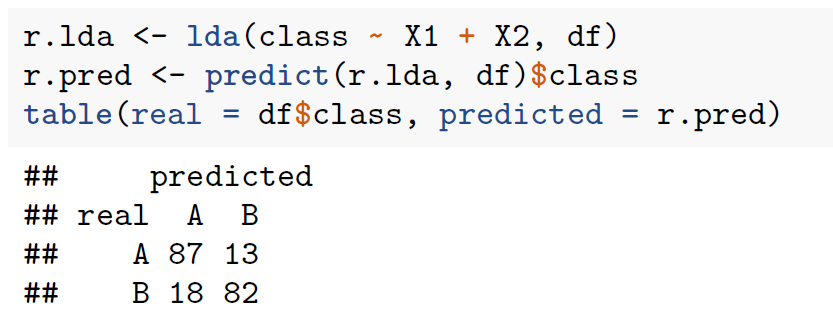 r.lda <- lda(class ~ X1 + X2, df)
r.pred <- predict(r.lda, df)$class
table(real = df$class, predicted = r.pred)
##     predicted
## real  A  B
##    A 87 13
##    B 18 82